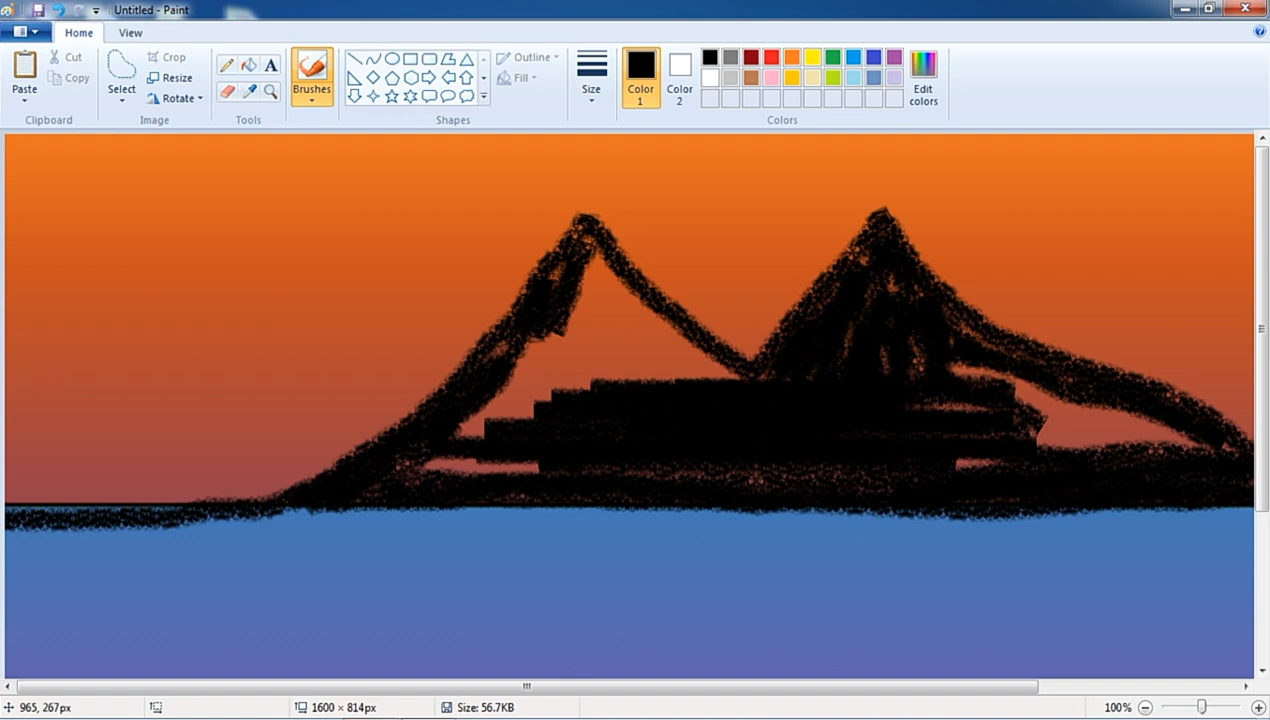 Untitled - Paint
Home View
Paste
Cut
Copy
Clipboard
Select
Crop
Resize
Rotate
Image
A
Tools
Brushes
Outline
Fill
Shapes
Size
Color 1
Color 2
Edit colors
Colors
965, 267px
1600 × 814px
Size: 56.7KB
100%